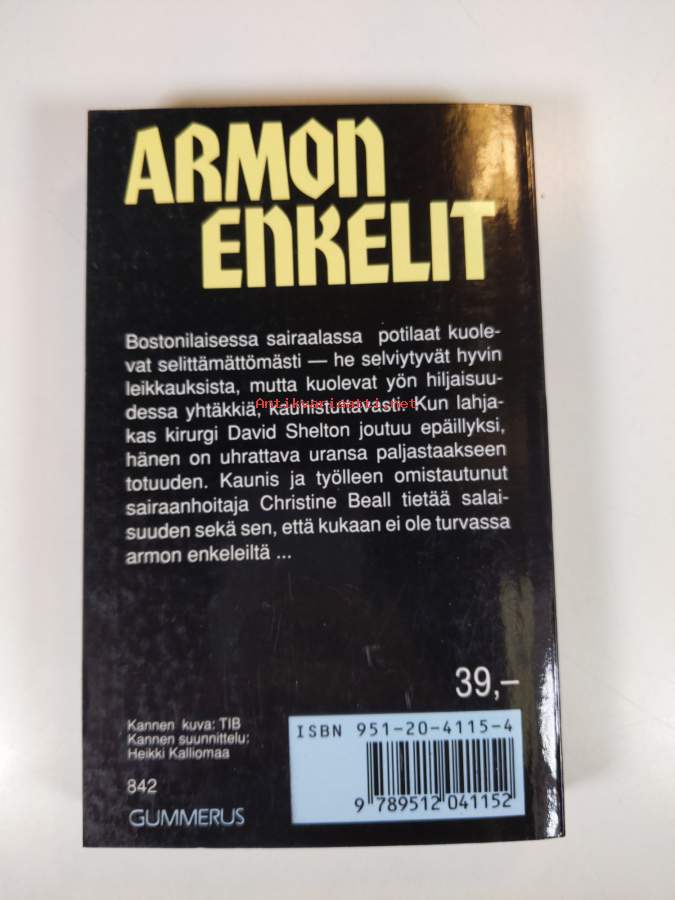 ARMON
ENKELIT
Bostonilaisessa sairaalassa potilaat kuole-
vat selittämättömästi — he selviytyvät hyvin
leikkauksista, mutta kuolevat yön hiljaisuu-
dessa yhtäkkiä, kauhistuttavasti. Kun lahja-
Antikvariaatti.net
kas kirurgi David Shelton joutuu epäillyksi,
hänen on uhrattava uransa paljastaakseen
totuuden. Kaunis ja työlleen omistautunut
sairaanhoitaja Christine Beall tietää salai-
suuden sekä sen, että kukaan ei ole turvassa
armon enkeleiltä ...
39,–
Kannen kuva: TIB
Kannen suunnittelu:
Heikki Kalliomaa
842
GUMMERUS
ISBN 951-20-4115-4
9 789512 041152